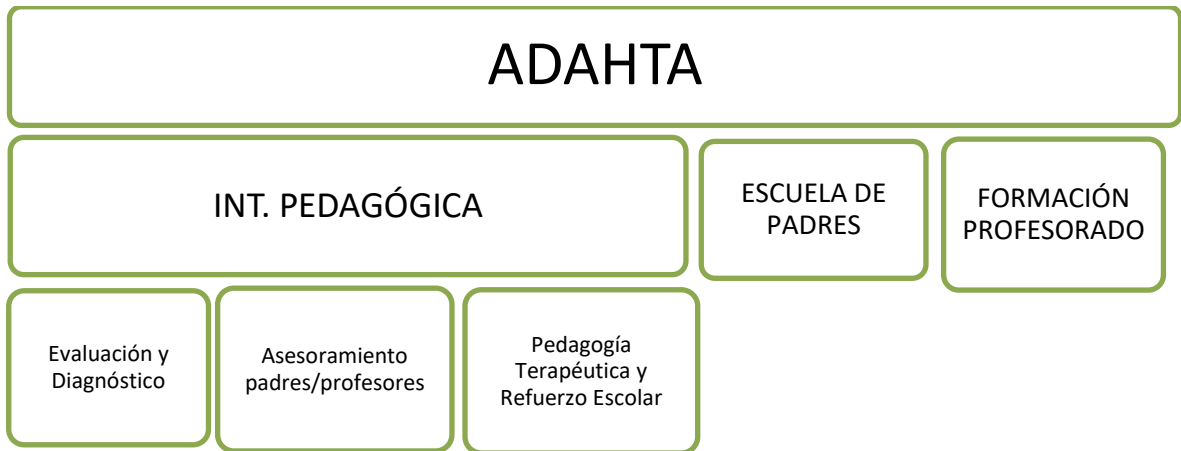 ADAHTA
INT. PEDAGÓGICA
ESCUELA DE
PADRES
FORMACIÓN
PROFESORADO
Evaluación y
Diagnóstico
Asesoramiento
padres/profesores
Pedagogía
Terapéutica y
Refuerzo Escolar